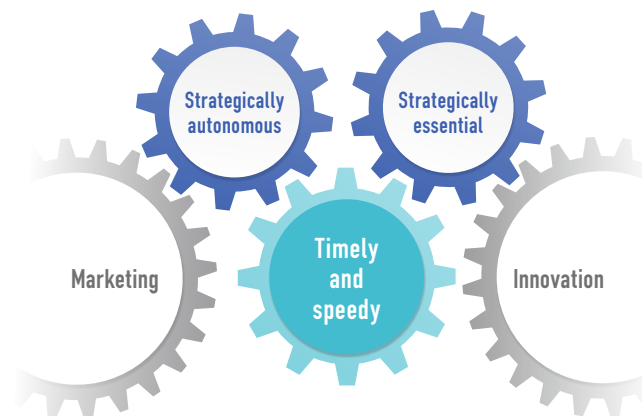 Strategically
autonomous
Strategically
essential
Marketing
Timely
and
speedy
Innovation